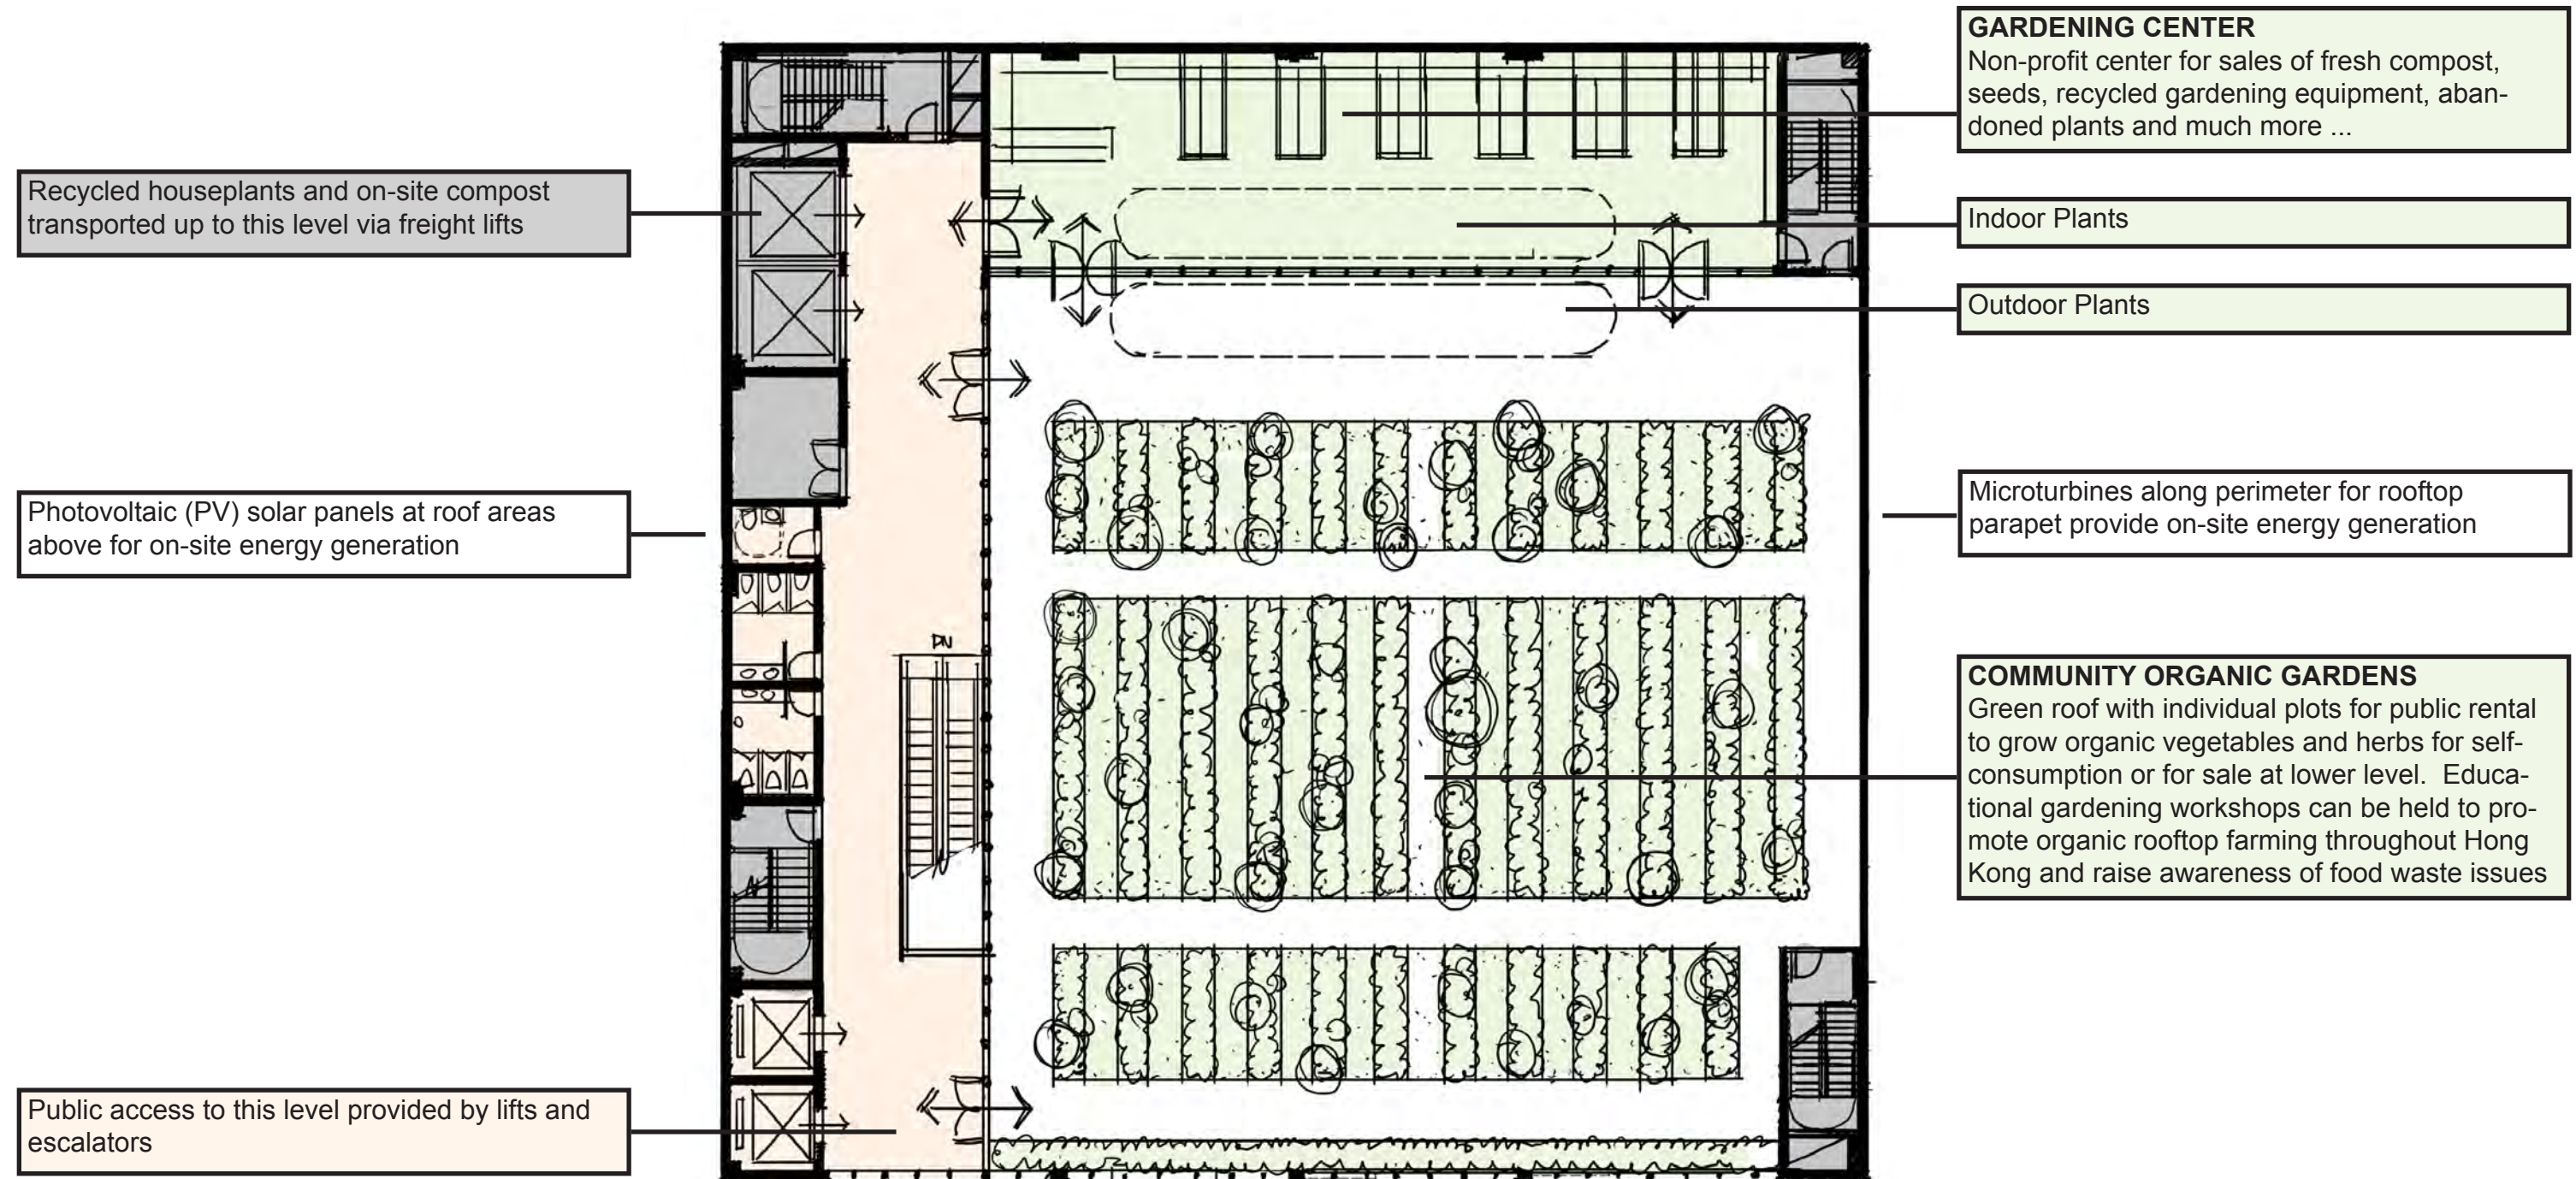 GARDENING CENTER
Non-profit center for sales of fresh compost,
seeds, recycled gardening equipment, aban-
doned plants and much more ...
Recycled houseplants and on-site compost
transported up to this level via freight lifts
Indoor Plants
Outdoor Plants
Photovoltaic (PV) solar panels at roof areas
above for on-site energy generation
Microturbines along perimeter for rooftop
parapet provide on-site energy generation
DN
COMMUNITY ORGANIC GARDENS
Green roof with individual plots for public rental
to grow organic vegetables and herbs for self-
consumption or for sale at lower level.  Educa-
tional gardening workshops can be held to pro-
mote organic rooftop farming throughout Hong
Kong and raise awareness of food waste issues
Public access to this level provided by lifts and
escalators